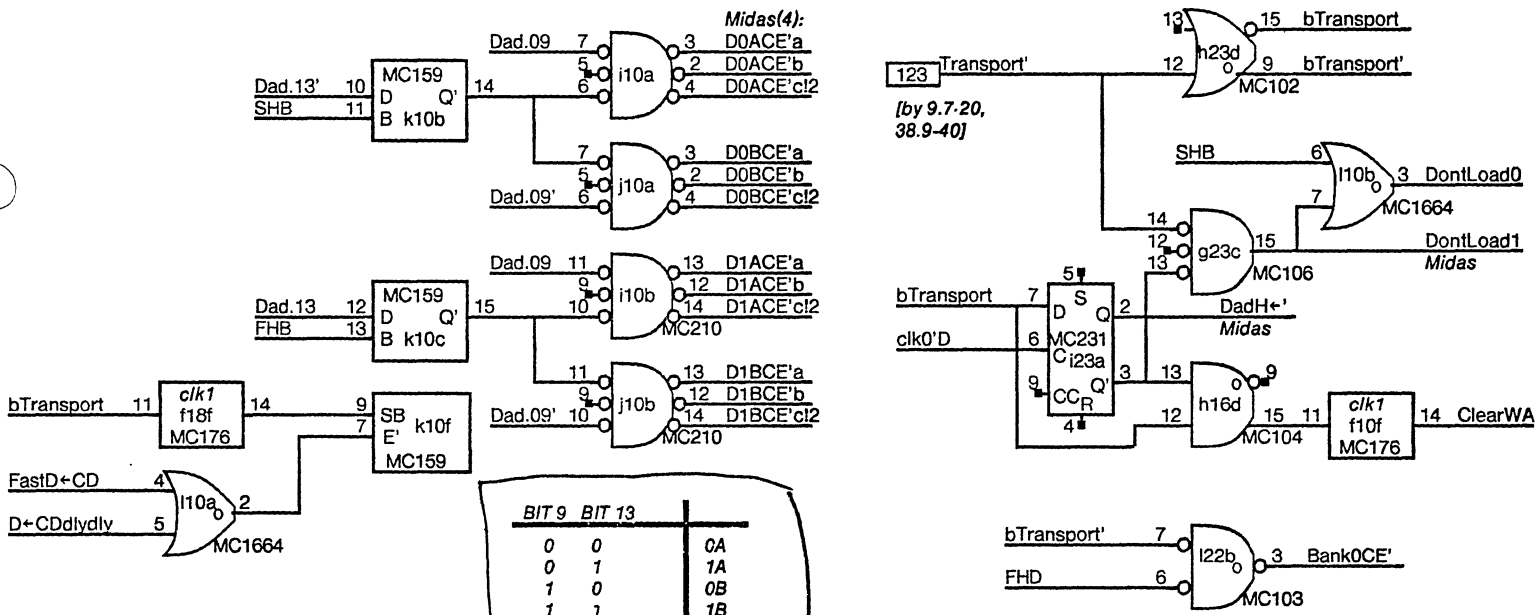 Midas(4):
Dad.09 7 3 D0ACE'a
5 i10a 2 D0ACE'b
6 4 D0ACE'c!2
Dad.13' 10 MC159 14
D Q'
SHB 11 B k10b
7 3 D0BCE'a
5 j10a 2 D0BCE'b
Dad.09' 6 4 D0BCE'c!2
Dad.09 11 13 D1ACE'a
9 i10b 12 D1ACE'b
10 14 D1ACE'c!2
MC210
Dad.13 12 MC159 15
D Q'
FHB 13 B k10c
11 13 D1BCE'a
9 j10b 12 D1BCE'b
Dad.09' 10 14 D1BCE'c!2
MC210
bTransport 11 clk1 14 9 SB k10f
f18f 7 E'
MC176 MC159
FastD←CD 4
l10a 2
D←CDdlydly 5
MC1664
BIT 9 BIT 13
0 0 0A
0 1 1A
1 0 0B
1 1 1B
13 15 bTransport
h23d
123 Transport' 12 9 bTransport'
MC102
[by 9.7-20,
38.9-40]
SHB 6
l10b 3 DontLoad0
7 MC1664
14
12 g23c 15 DontLoad1
13 MC106 Midas
5
bTransport 7 S 2 DadH←'
D Q Midas
clk0'D 6 MC231
C i23a
9 CC Q' 3 13 9
R h16d
4 12 15 11 clk1 14 ClearWA
MC104 f10f
MC176
bTransport' 7
l22b 3 Bank0CE'
FHD 6
MC103